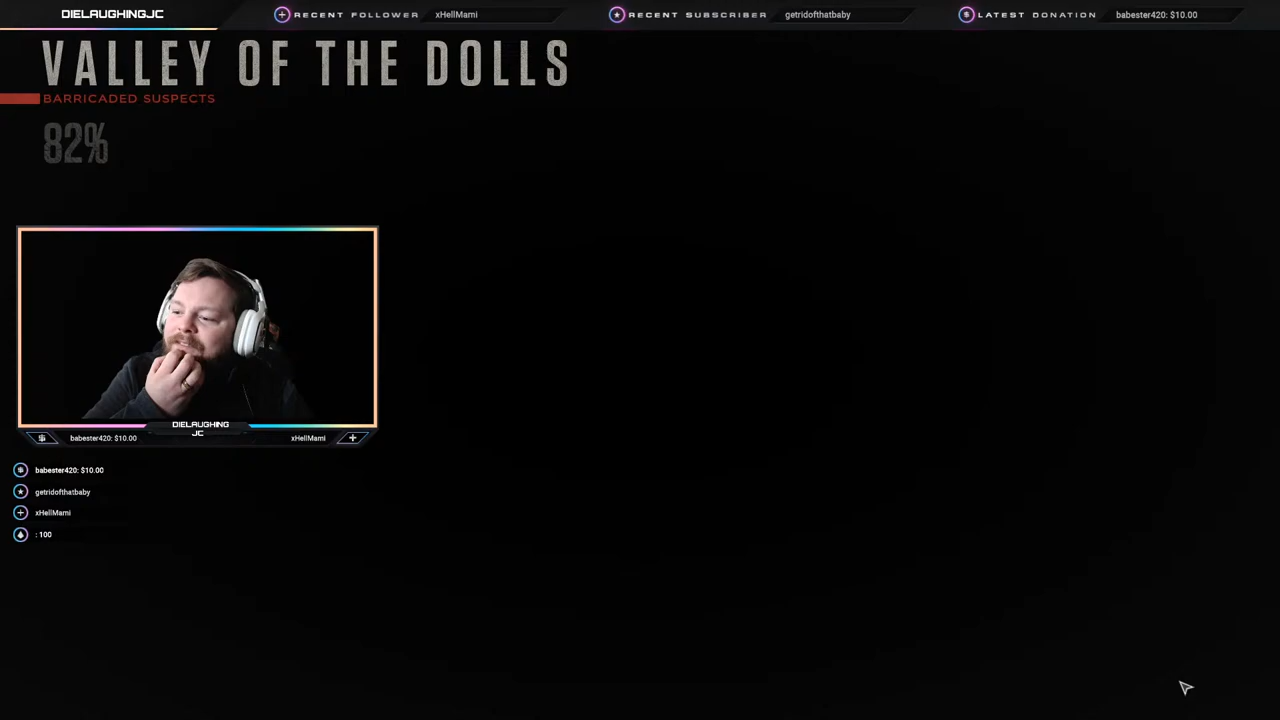 DIELAUGHINGJC
RECENT FOLLOWER xHellMami
RECENT SUBSCRIBER getridofthatbaby
LATEST DONATION babester420: $10.00
VALLEY OF THE DOLLS
BARRICADED SUSPECTS
82%
DIELAUGHING
JC
babester420: $10.00
xHellMami
babester420: $10.00
getridofthatbaby
xHellMami
: 100